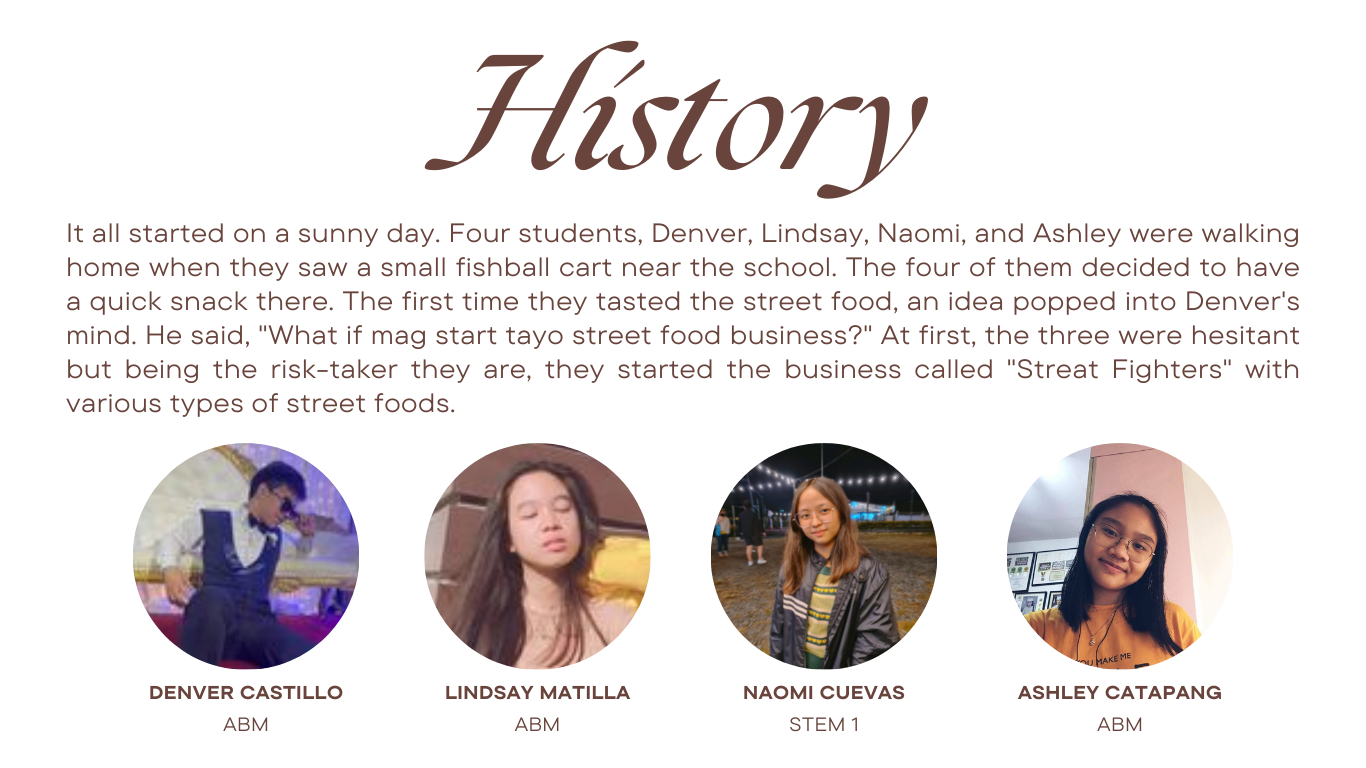 History
It all started on a sunny day. Four students, Denver, Lindsay, Naomi, and Ashley were walking
home when they saw a small fishball cart near the school. The four of them decided to have
a quick snack there. The first time they tasted the street food, an idea popped into Denver's
mind. He said, "What if mag start tayo street food business?" At first, the three were hesitant
but being the risk-taker they are, they started the business called "Streat Fighters" with
various types of street foods.
YOU MAKE ME
DENVER CASTILLO
ABM
LINDSAY MATILLA
ABM
NAOMI CUEVAS
STEM 1
ASHLEY CATAPANG
ABM